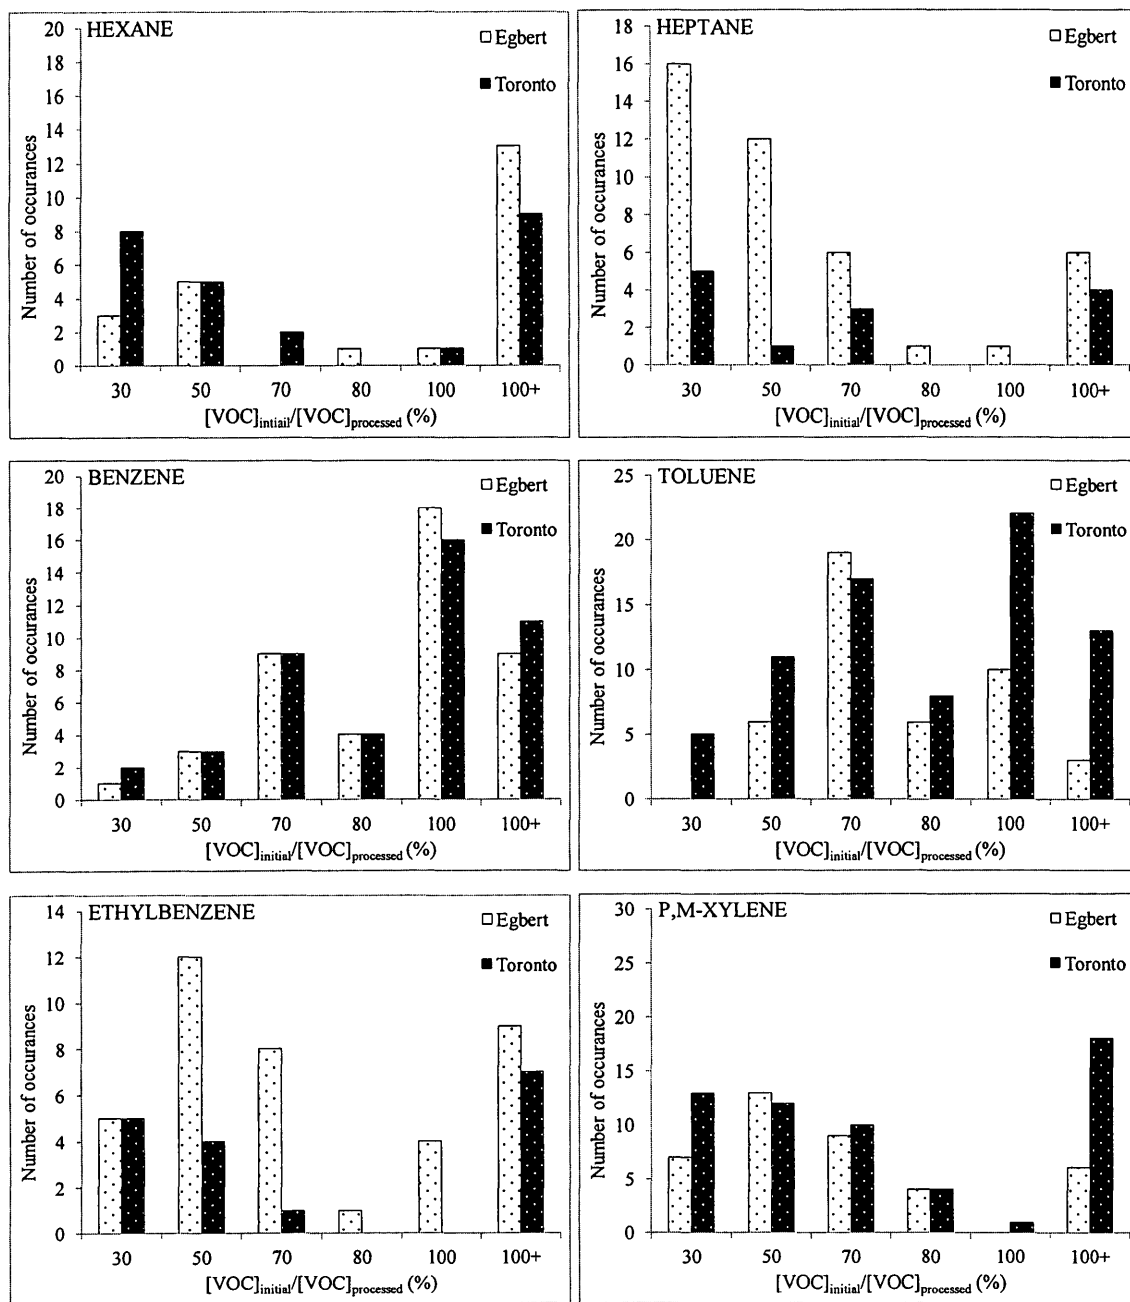 HEXANE
Egbert
Toronto
Number of occurances
20
18
16
14
12
10
8
6
4
2
0
30 50 70 80 100 100+
[VOC]intiail/[VOC]processed (%)
HEPTANE
Egbert
Toronto
Number of occurances
18
16
14
12
10
8
6
4
2
0
30 50 70 80 100 100+
[VOC]initial/[VOC]processed (%)
BENZENE
Egbert
Toronto
Number of occurances
20
18
16
14
12
10
8
6
4
2
0
30 50 70 80 100 100+
[VOC]initial/[VOC]processed (%)
TOLUENE
Egbert
Toronto
Number of occurances
25
20
15
10
5
0
30 50 70 80 100 100+
[VOC]initial/[VOC]processed (%)
ETHYLBENZENE
Egbert
Toronto
Number of occurances
14
12
10
8
6
4
2
0
30 50 70 80 100 100+
[VOC]initial/[VOC]processed (%)
P,M-XYLENE
Egbert
Toronto
Number of occurances
30
25
20
15
10
5
0
30 50 70 80 100 100+
[VOC]initial/[VOC]processed (%)